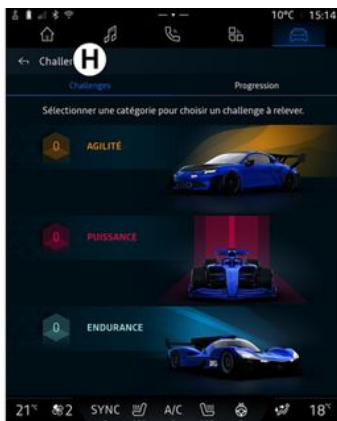 10°C 15:14
Challen
H
Challenges Progression
Sélectionner une catégorie pour choisir un challenge à relever.
0 AGILITÉ
0 PUISSANCE
0 ENDURANCE
21°C 2 SYNC A/C 18°C